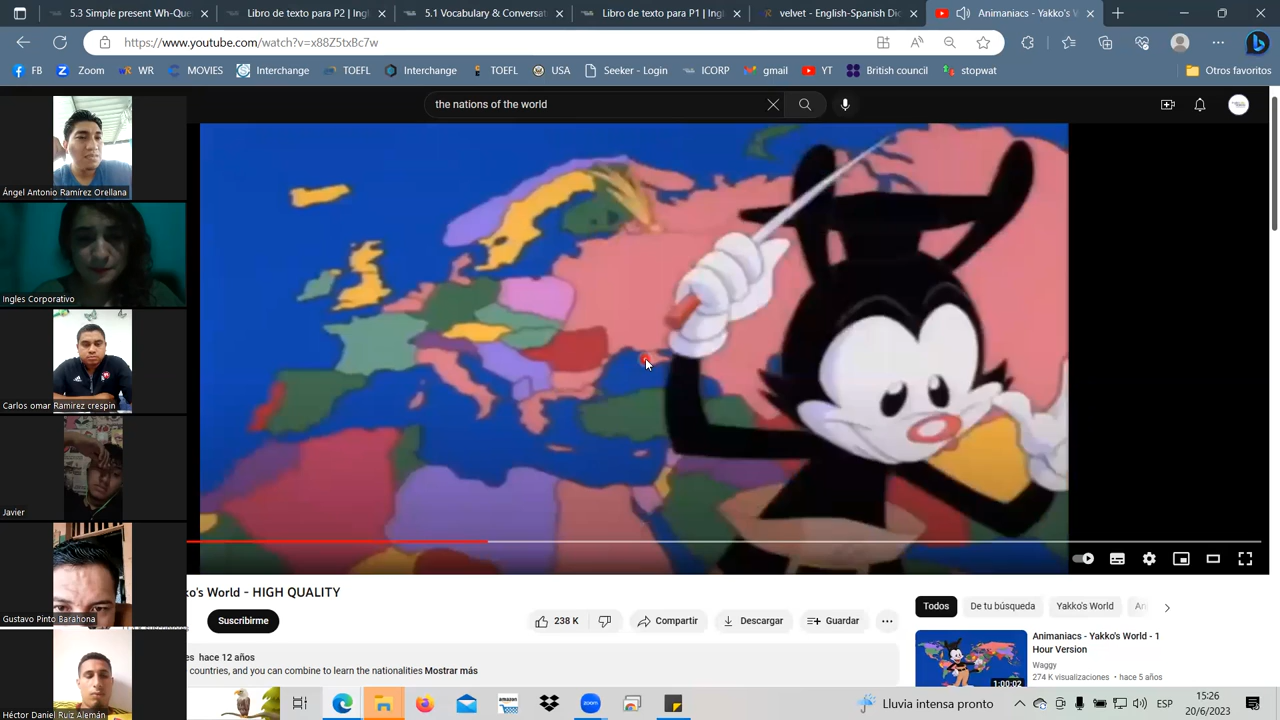 5.3 Simple present Wh-Que
Libro de texto para P2 | Ingl
5.1 Vocabulary & Ramirezcrespin
Libro de texto para P1 | Ingl
velvet - English-Spanish Dic
Animaniacs - Yakko's W
https://www.youtube.com/watch?v=x88Z5txBc7w
FB
Zoom
WR
MOVIES
Interchange
TOEFL
Interchange
TOEFL
USA
Seeker - Login
ICORP
gmail
YT
British council
stopwat
Otros favoritos
the nations of the world
Ángel Antonio Ramírez Orellana
Ingles Corporativo
Carlos omar Ramirez crespin
Javier
Gustavo Pinto Barahona
Héctor Daniel Ruiz Alemán
ko's World - HIGH QUALITY
Suscribirme
238 K
Compartir
Descargar
Guardar
es hace 12 años
countries, and you can combine to learn the nationalities Mostrar más
Todos
De tu búsqueda
Yakko's World
An
Animaniacs - Yakko's World - 1
Hour Version
Waggy
274 K visualizaciones • hace 5 años
1:00:02
amazon
zoom
Lluvia intensa pronto
ESP
15:26
20/6/2023